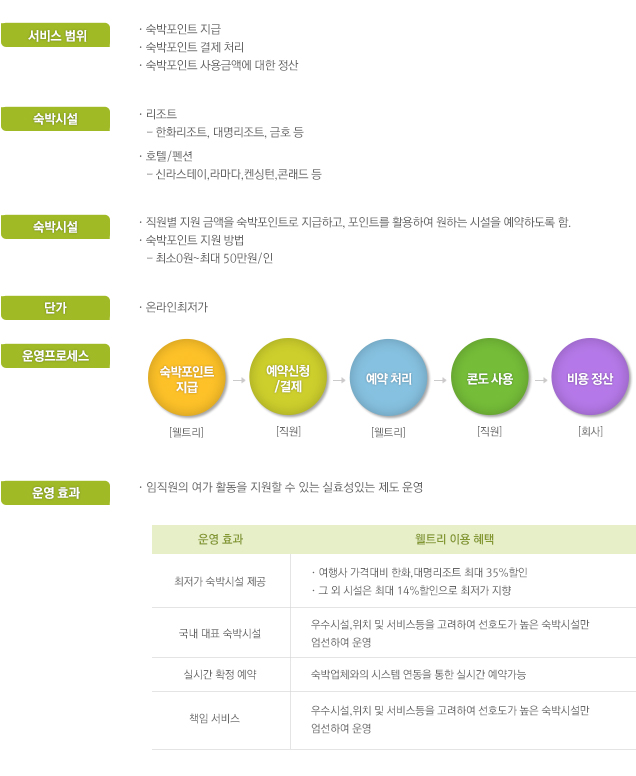 서비스 범위
· 숙박포인트 지급
· 숙박포인트 결제 처리
· 숙박포인트 사용금액에 대한 정산
숙박시설
· 리조트
– 한화리조트, 대명리조트, 금호 등
· 호텔/펜션
– 신라스테이,라마다,켄싱턴,콘래드 등
숙박시설
· 직원별 지원 금액을 숙박포인트로 지급하고, 포인트를 활용하여 원하는 시설을 예약하도록 함.
· 숙박포인트 지원 방법
– 최소0원~최대 50만원/인
단가
· 온라인최저가
운영프로세스
숙박포인트
지급
→
예약신청
/결제
→
예약 처리
→
콘도 사용
→
비용 정산
[웰트리]
[직원]
[웰트리]
[직원]
[회사]
운영 효과
· 임직원의 여가 활동을 지원할 수 있는 실효성있는 제도 운영
운영 효과
웰트리 이용 혜택
최저가 숙박시설 제공
· 여행사 가격대비 한화,대명리조트 최대 35%할인
· 그 외 시설은 최대 14%할인으로 최저가 지향
국내 대표 숙박시설
우수시설,위치 및 서비스등을 고려하여 선호도가 높은 숙박시설만
엄선하여 운영
실시간 확정 예약
숙박업체와의 시스템 연동을 통한 실시간 예약가능
책임 서비스
우수시설,위치 및 서비스등을 고려하여 선호도가 높은 숙박시설만
엄선하여 운영